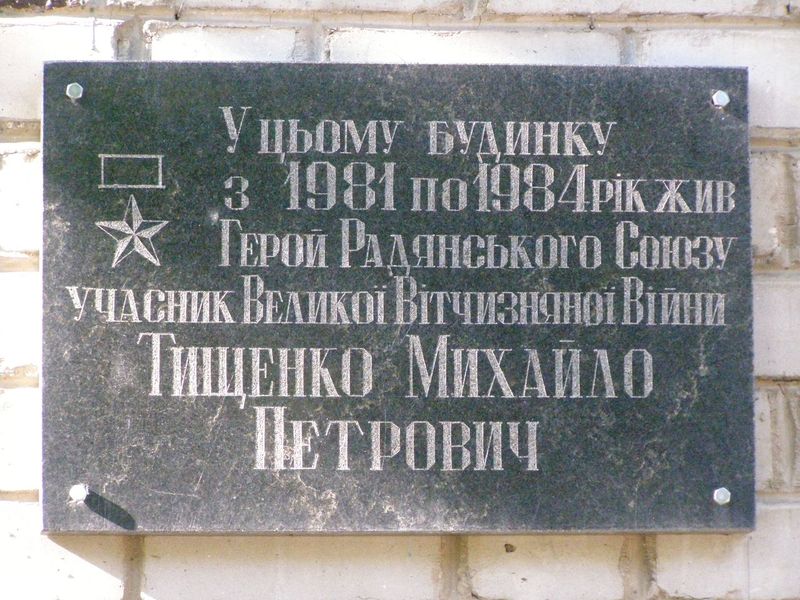 У цьому будинку
з 1981 по 1984 рік жив
Герой Радянського Союзу
учасник Великої Вітчизняної Війни
Тищенко Михайло
Петрович